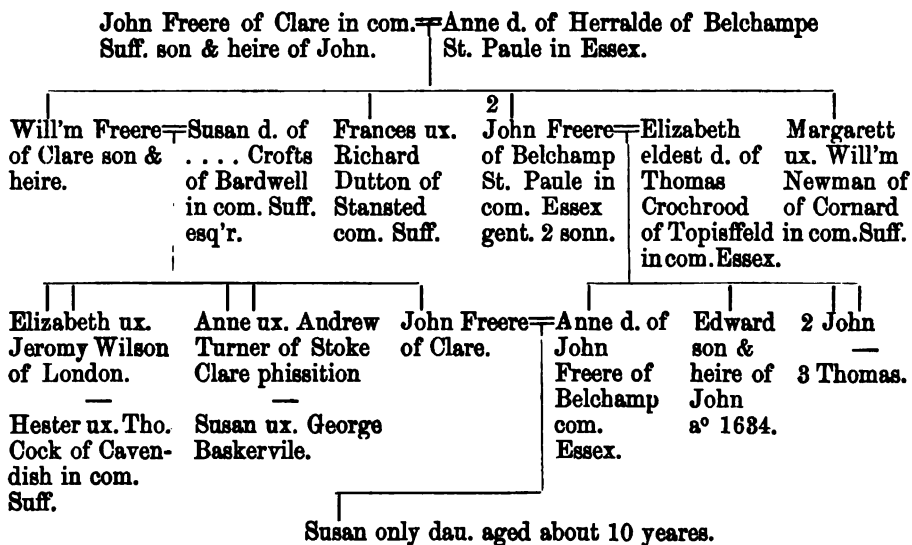 John Freere of Clare in com.
Suff. son & heire of John.
Anne d. of Herralde of Belchampe
St. Paule in Essex.
Will'm Freere
of Clare son &
heire.
Susan d. of
. . . . Crofts
of Bardwell
in com. Suff.
esq'r.
Frances ux.
Richard
Dutton of
Stansted
com. Suff.
2
John Freere
of Belchamp
St. Paule in
com. Essex
gent. 2 sonn.
Elizabeth
eldest d. of
Thomas
Crochrood
of Topisffeld
in com. Essex.
Margarett
ux. Will'm
Newman of
of Cornard
in com. Suff.
Elizabeth ux.
Jeromy Wilson
of London.
—
Hester ux. Tho.
Cock of Caven-
dish in com.
Suff.
Anne ux. Andrew
Turner of Stoke
Clare phissition
—
Susan ux. George
Baskervile.
John Freere
of Clare.
Anne d. of
John
Freere of
Belchamp
com.
Essex.
Edward
son &
heire of
John
aº 1634.
2 John
—
3 Thomas.
Susan only dau. aged about 10 yeares.